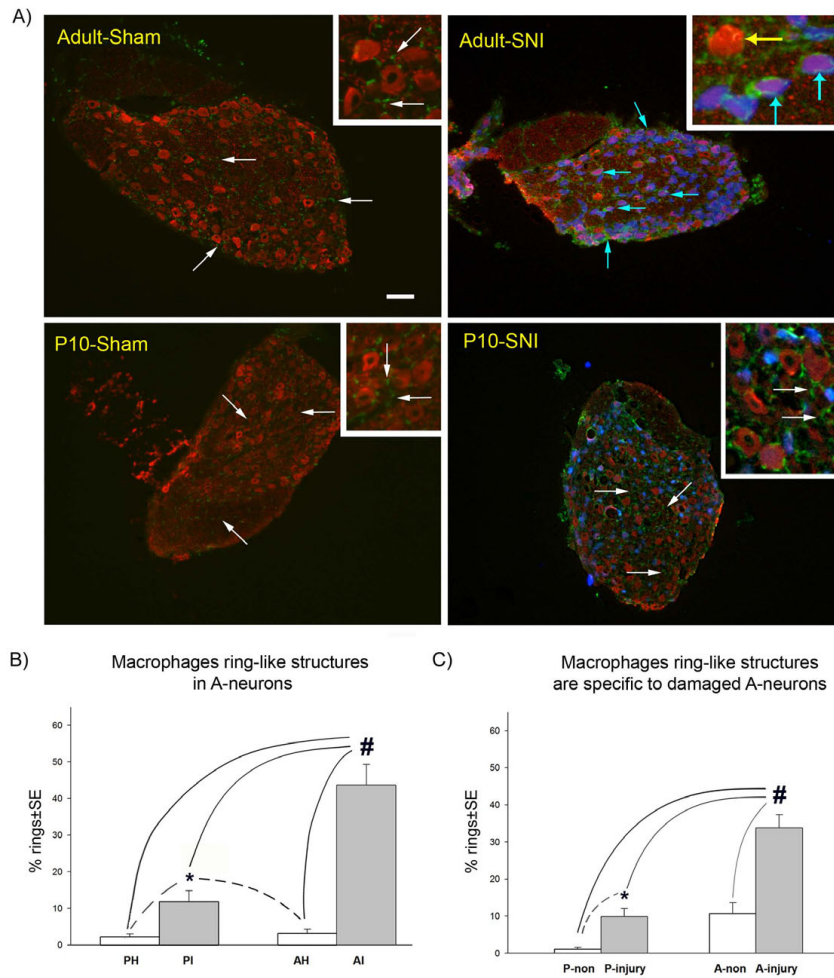 A)
Adult-Sham
Adult-SNI
P10-Sham
P10-SNI
B)
Macrophages ring-like structures
in A-neurons
% rings±SE
60
50
40
30
20
10
0
*
#
PH PI AH AI
C)
Macrophages ring-like structures
are specific to damaged A-neurons
% rings±SE
60
50
40
30
20
10
0
*
#
P-non P-injury A-non A-injury